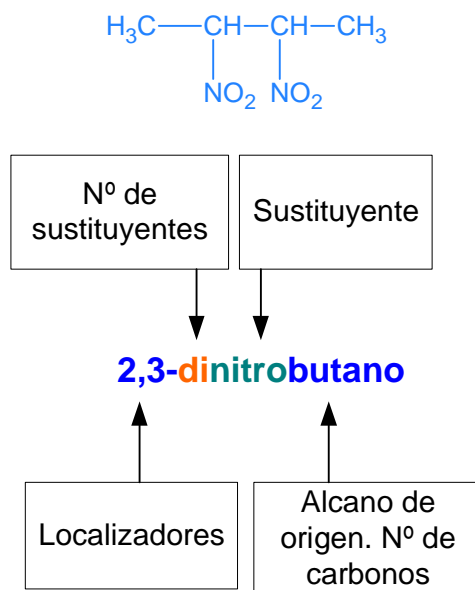 H₃C—CH—CH—CH₃
NO₂ NO₂
Nº de
sustituyentes
Sustituyente
2,3-dinitrobutano
Localizadores
Alcano de
origen. Nº de
carbonos